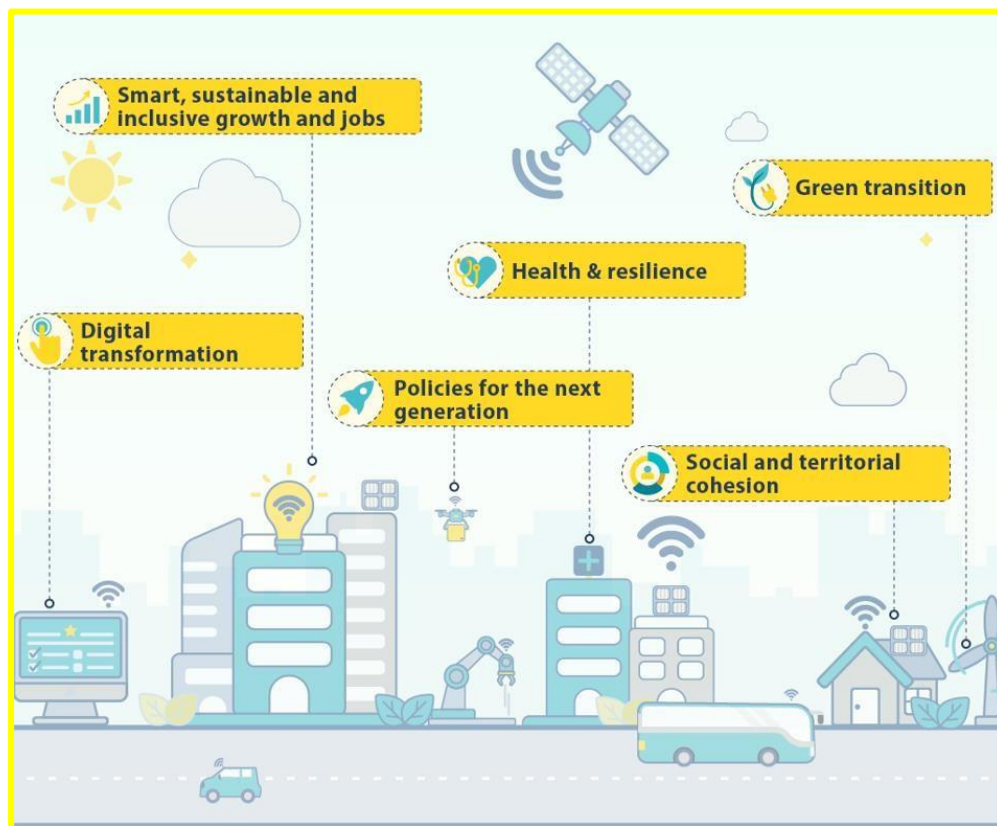 Smart, sustainable and
inclusive growth and jobs
Green transition
Health & resilience
Digital
transformation
Policies for the next
generation
Social and territorial
cohesion